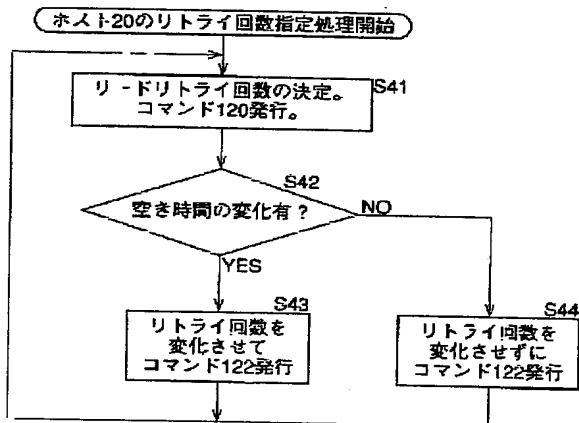 ホスト20のリトライ回数指定処理開始
リードリトライ回数の決定。
コマンド120発行。
S41
S42
空き時間の変化有?
NO
YES
S43
リトライ回数を
変化させて
コマンド122発行
S44
リトライ回数を
変化させずに
コマンド122発行